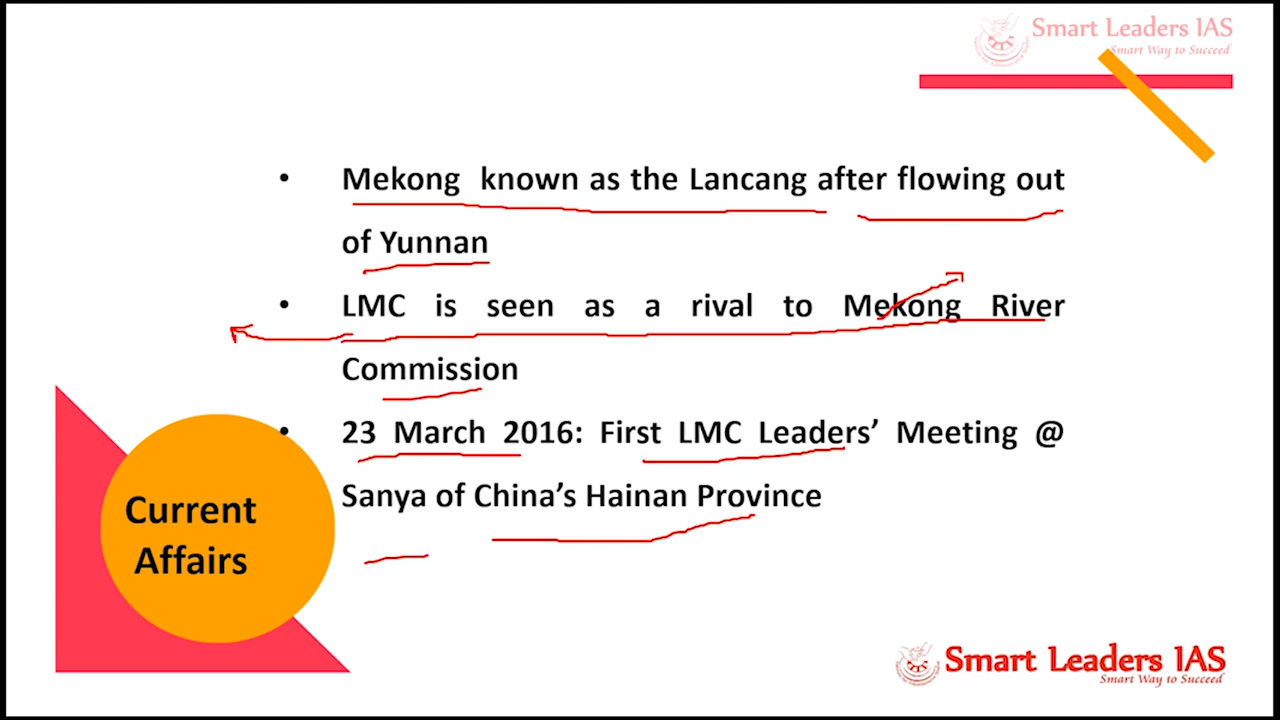 Smart Leaders IAS
Smart Way to Succeed
• Mekong known as the Lancang after flowing out
of Yunnan
• LMC is seen as a rival to Mekong River
Commission
• 23 March 2016: First LMC Leaders’ Meeting @
Sanya of China’s Hainan Province
Current
Affairs
Smart Leaders IAS
Smart Way to Succeed